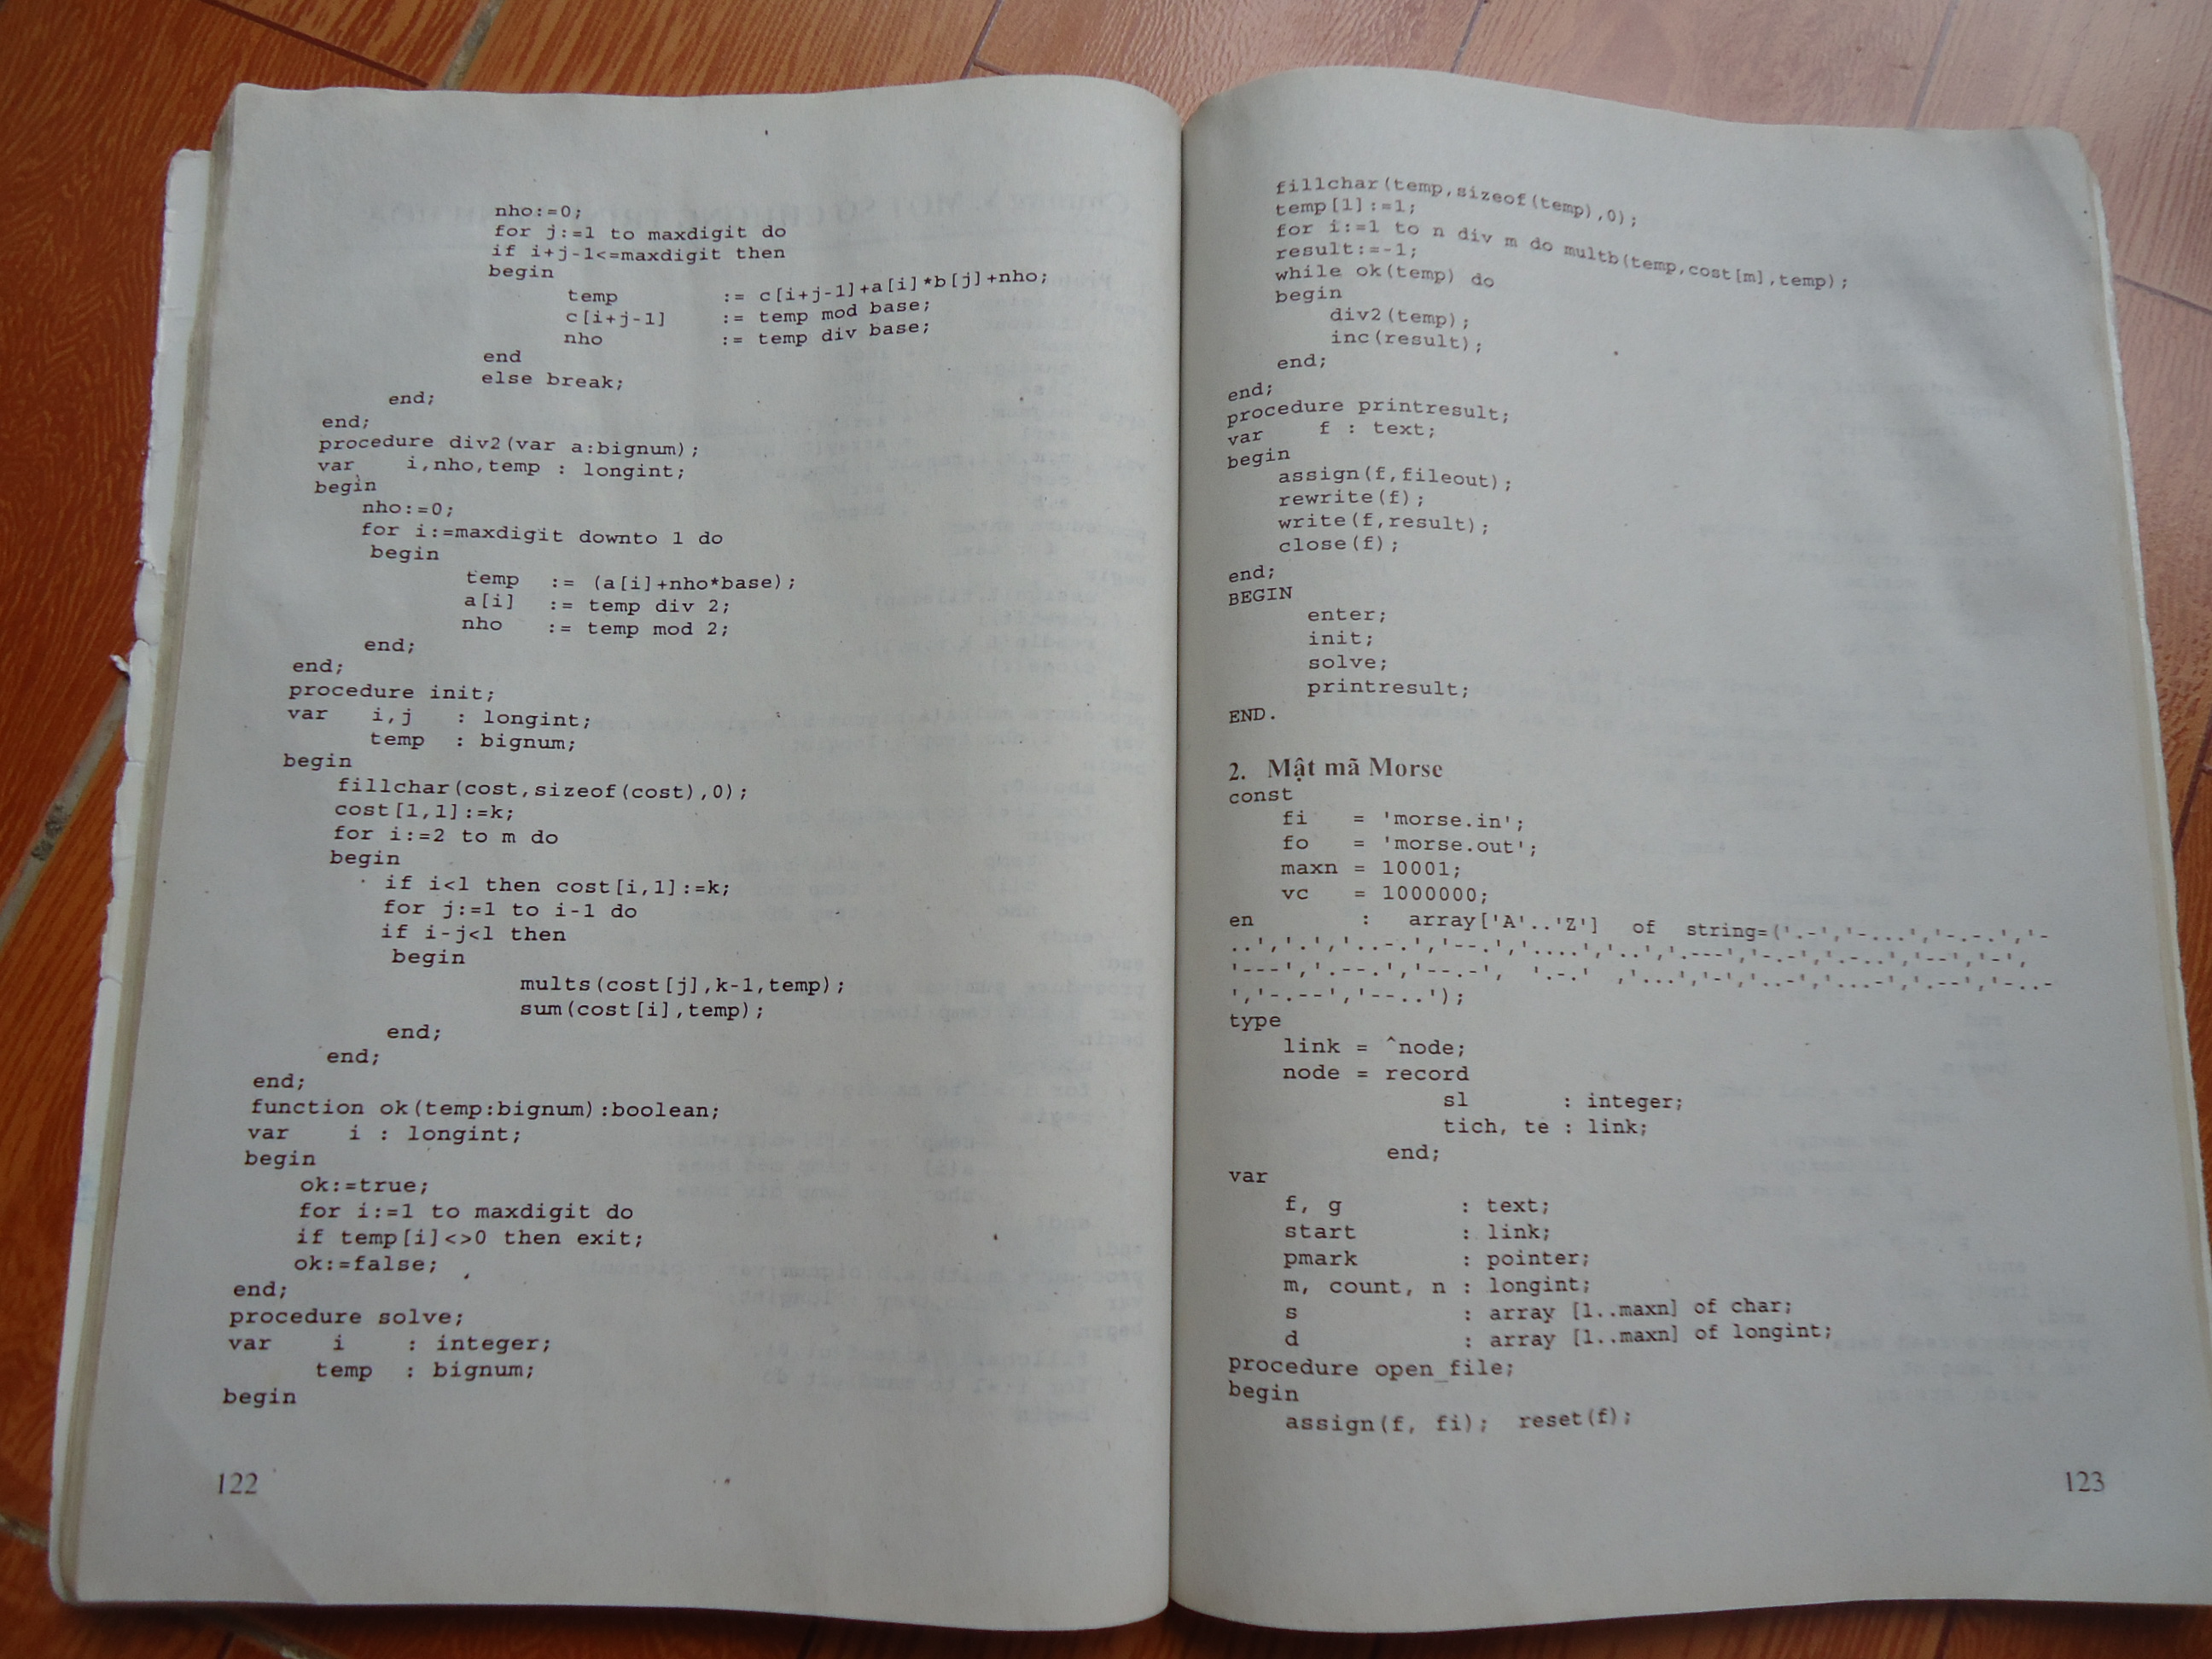 nho:=0;
for j:=1 to maxdigit do
if i+j-1<=maxdigit then
begin
temp := c[i+j-1]+a[i]*b[j]+nho;
c[i+j-1] := temp mod base;
nho := temp div base;
end
else break;
end;
end;
procedure div2(var a:bignum);
var i,nho,temp : longint;
begin
nho:=0;
for i:=maxdigit downto 1 do
begin
temp := (a[i]+nho*base);
a[i] := temp div 2;
nho := temp mod 2;
end;
end;
procedure init;
var i,j : longint;
temp : bignum;
begin
fillchar(cost,sizeof(cost),0);
cost[1,1]:=k;
for i:=2 to m do
begin
if i<l then cost[i,1]:=k;
for j:=1 to i-1 do
if i-j<l then
begin
mults(cost[j],k-1,temp);
sum(cost[i],temp);
end;
end;
end;
function ok(temp:bignum):boolean;
var i : longint;
begin
ok:=true;
for i:=1 to maxdigit do
if temp[i]<>0 then exit;
ok:=false;
end;
procedure solve;
var i : integer;
temp : bignum;
begin
122
fillchar(temp,sizeof(temp),0);
temp[1]:=1;
for i:=1 to n div m do multb(temp,cost[m],temp);
result:=-1;
while ok(temp) do
begin
div2(temp);
inc(result);
end;
end;
procedure printresult;
var f : text;
begin
assign(f,fileout);
rewrite(f);
write(f,result);
close(f);
end;
BEGIN
enter;
init;
solve;
printresult;
END.
2. Mật mã Morse
const
fi = 'morse.in';
fo = 'morse.out';
maxn = 10001;
vc = 1000000;
en : array['A'..'Z'] of string=('.-','-...','-.-.','-
..','.','..-.','--.','....','..','.---','-.-','.-..','--','-.',
'---','.--.','--.-', '.-.' ,'...','-','..-','...-','.--','-..-
','-.--','--..');
type
link = ^node;
node = record
sl : integer;
tich, te : link;
end;
var
f, g : text;
start : link;
pmark : pointer;
m, count, n : longint;
s : array [1..maxn] of char;
d : array [1..maxn] of longint;
procedure open_file;
begin
assign(f, fi); reset(f);
123